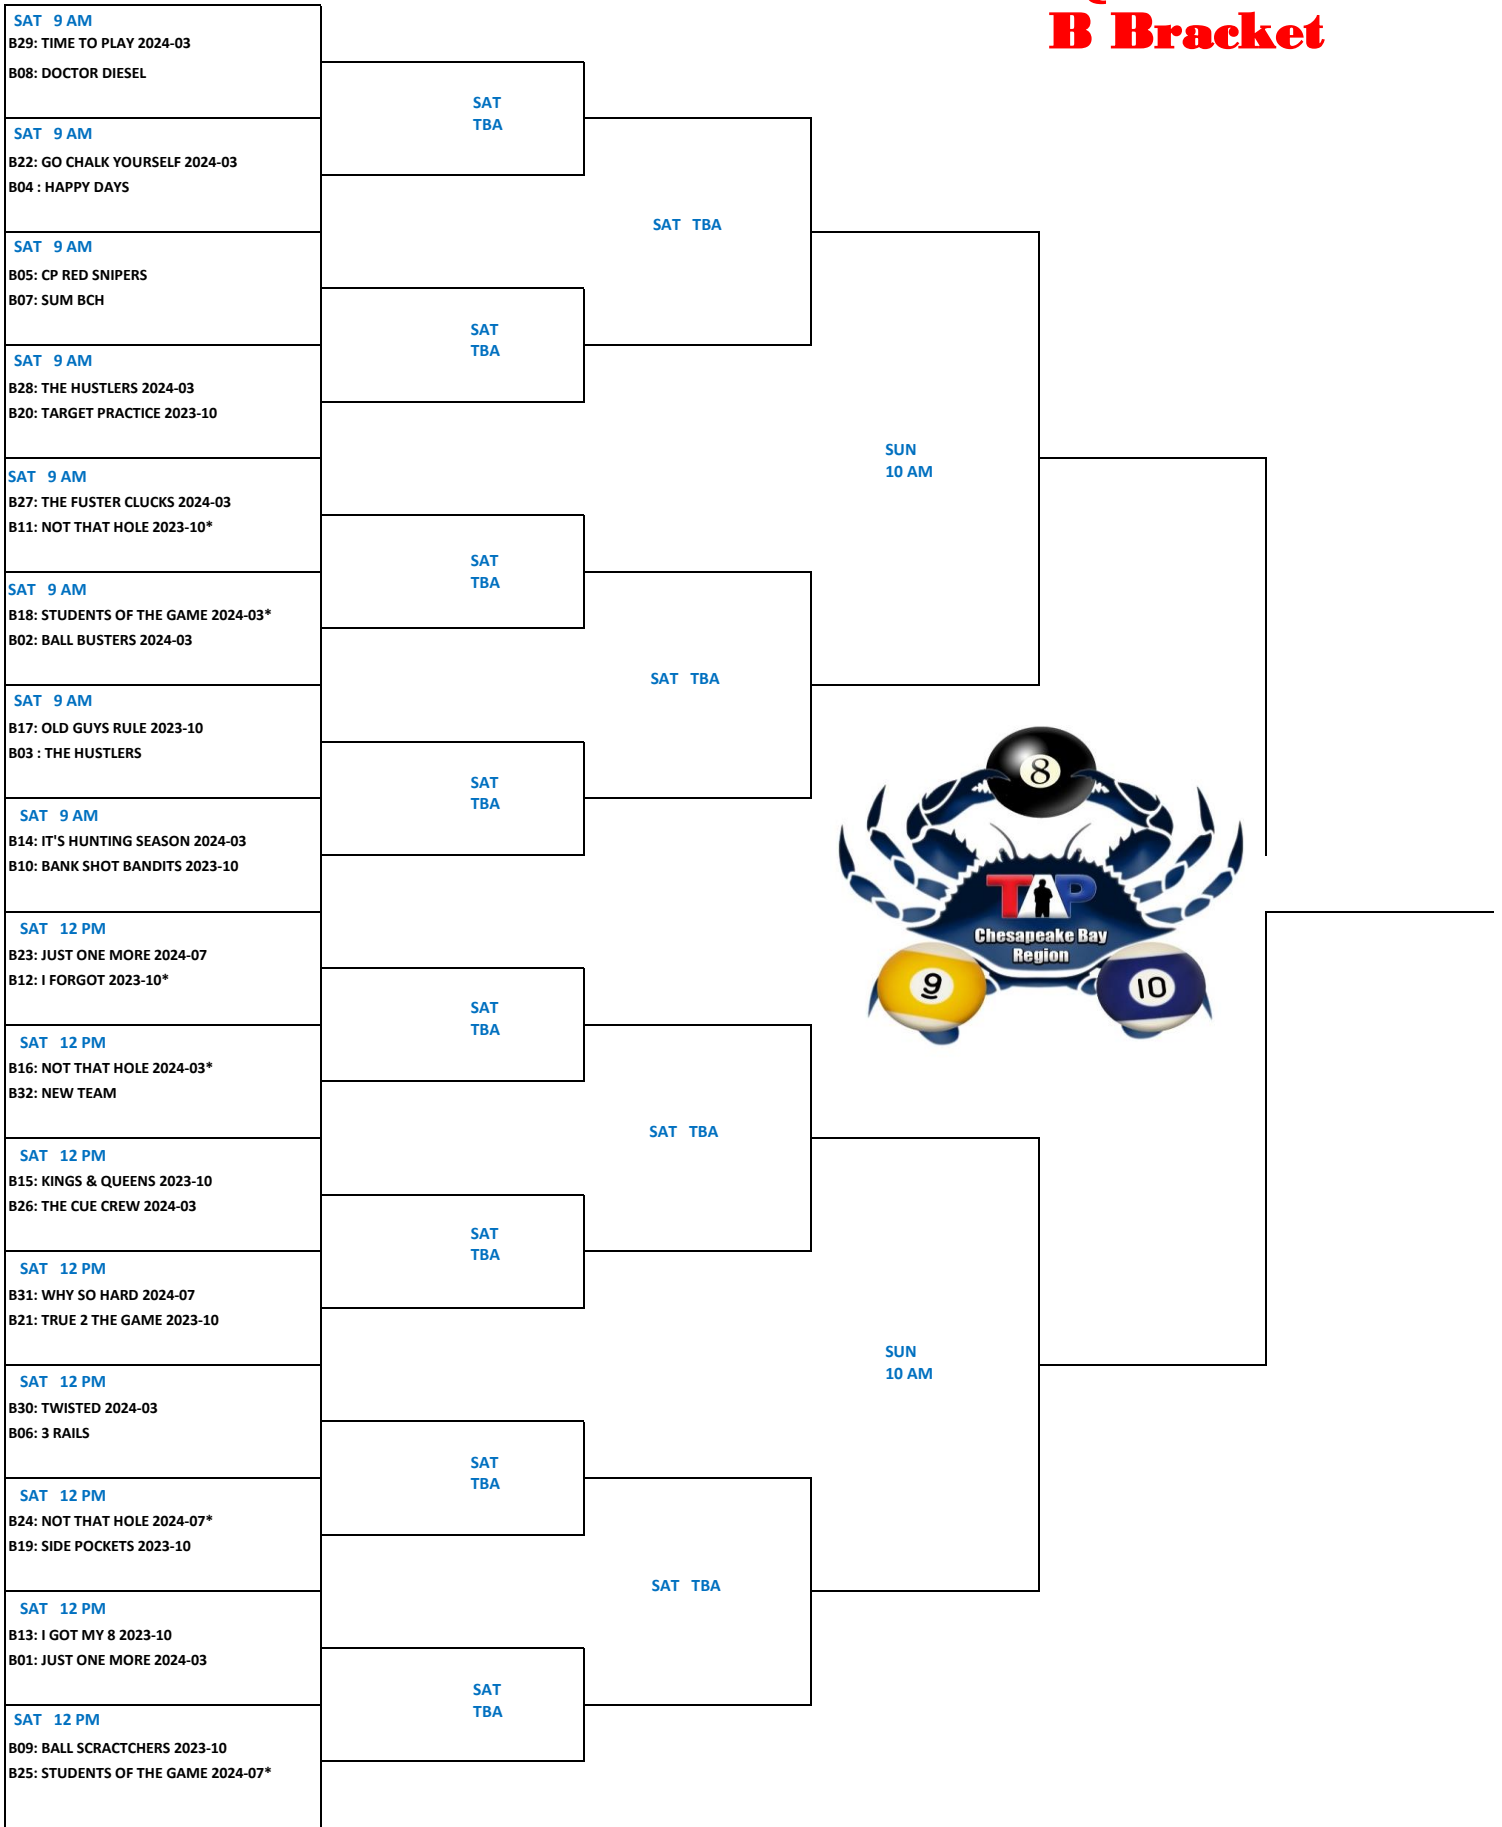 B Bracket
SAT 9 AM
B29: TIME TO PLAY 2024-03
B08: DOCTOR DIESEL
SAT 9 AM
B22: GO CHALK YOURSELF 2024-03
B04 : HAPPY DAYS
SAT 9 AM
B05: CP RED SNIPERS
B07: SUM BCH
SAT 9 AM
B28: THE HUSTLERS 2024-03
B20: TARGET PRACTICE 2023-10
SAT 9 AM
B27: THE FUSTER CLUCKS 2024-03
B11: NOT THAT HOLE 2023-10*
SAT 9 AM
B18: STUDENTS OF THE GAME 2024-03*
B02: BALL BUSTERS 2024-03
SAT 9 AM
B17: OLD GUYS RULE 2023-10
B03 : THE HUSTLERS
SAT 9 AM
B14: IT'S HUNTING SEASON 2024-03
B10: BANK SHOT BANDITS 2023-10
SAT 12 PM
B23: JUST ONE MORE 2024-07
B12: I FORGOT 2023-10*
SAT 12 PM
B16: NOT THAT HOLE 2024-03*
B32: NEW TEAM
SAT 12 PM
B15: KINGS & QUEENS 2023-10
B26: THE CUE CREW 2024-03
SAT 12 PM
B31: WHY SO HARD 2024-07
B21: TRUE 2 THE GAME 2023-10
SAT 12 PM
B30: TWISTED 2024-03
B06: 3 RAILS
SAT 12 PM
B24: NOT THAT HOLE 2024-07*
B19: SIDE POCKETS 2023-10
SAT 12 PM
B13: I GOT MY 8 2023-10
B01: JUST ONE MORE 2024-03
SAT 12 PM
B09: BALL SCRACTCHERS 2023-10
B25: STUDENTS OF THE GAME 2024-07*
SAT
TBA
SAT
TBA
SAT
TBA
SAT
TBA
SAT
TBA
SAT
TBA
SAT
TBA
SAT
TBA
SAT TBA
SAT TBA
SAT TBA
SAT TBA
SUN
10 AM
SUN
10 AM
8
TAP
Chesapeake Bay
Region
9
10